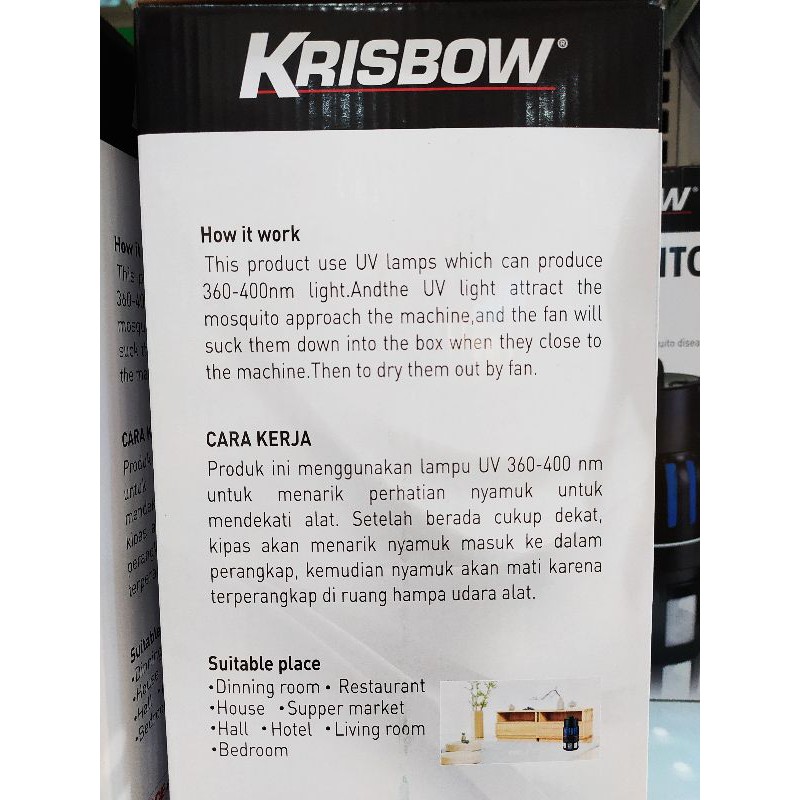 KRISBOW®
How it work
This product use UV lamps which can produce
360-400nm light.Andthe UV light attract the
mosquito approach the machine,and the fan will
suck them down into the box when they close to
the machine.Then to dry them out by fan.
CARA KERJA
Produk ini menggunakan lampu UV 360-400 nm
untuk menarik perhatian nyamuk untuk
mendekati alat. Setelah berada cukup dekat,
kipas akan menarik nyamuk masuk ke dalam
perangkap, kemudian nyamuk akan mati karena
terperangkap di ruang hampa udara alat.
Suitable place
•Dinning room • Restaurant
•House •Supper market
•Hall •Hotel •Living room
•Bedroom